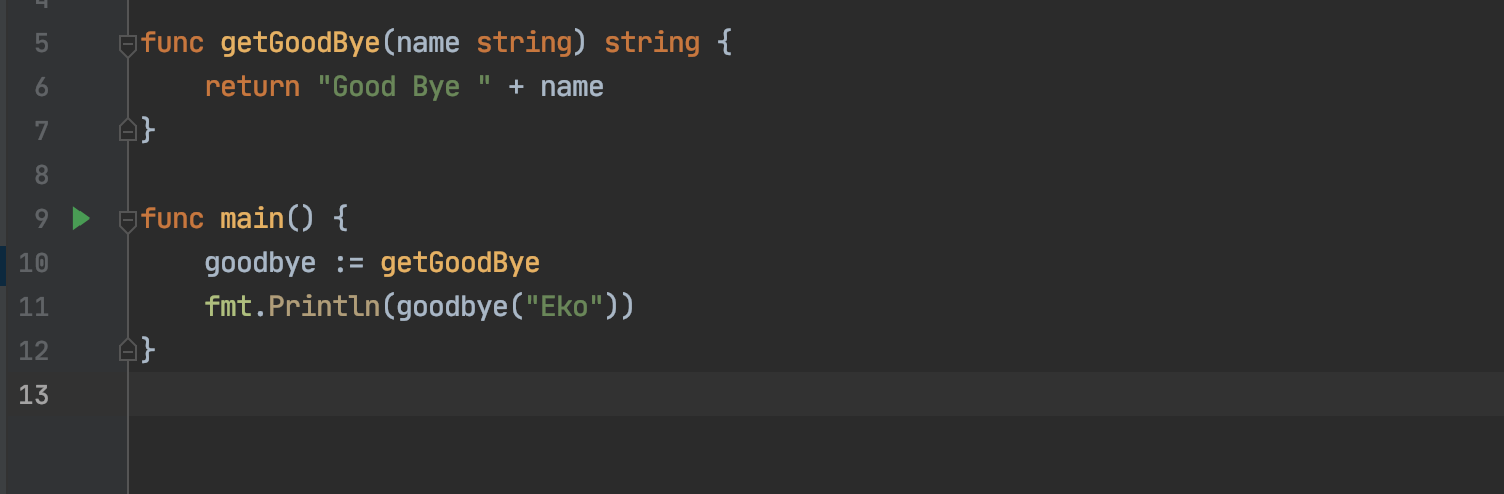 4
5 func getGoodBye(name string) string {
6     return "Good Bye " + name
7 }
8
9 func main() {
10     goodbye := getGoodBye
11     fmt.Println(goodbye("Eko"))
12 }
13